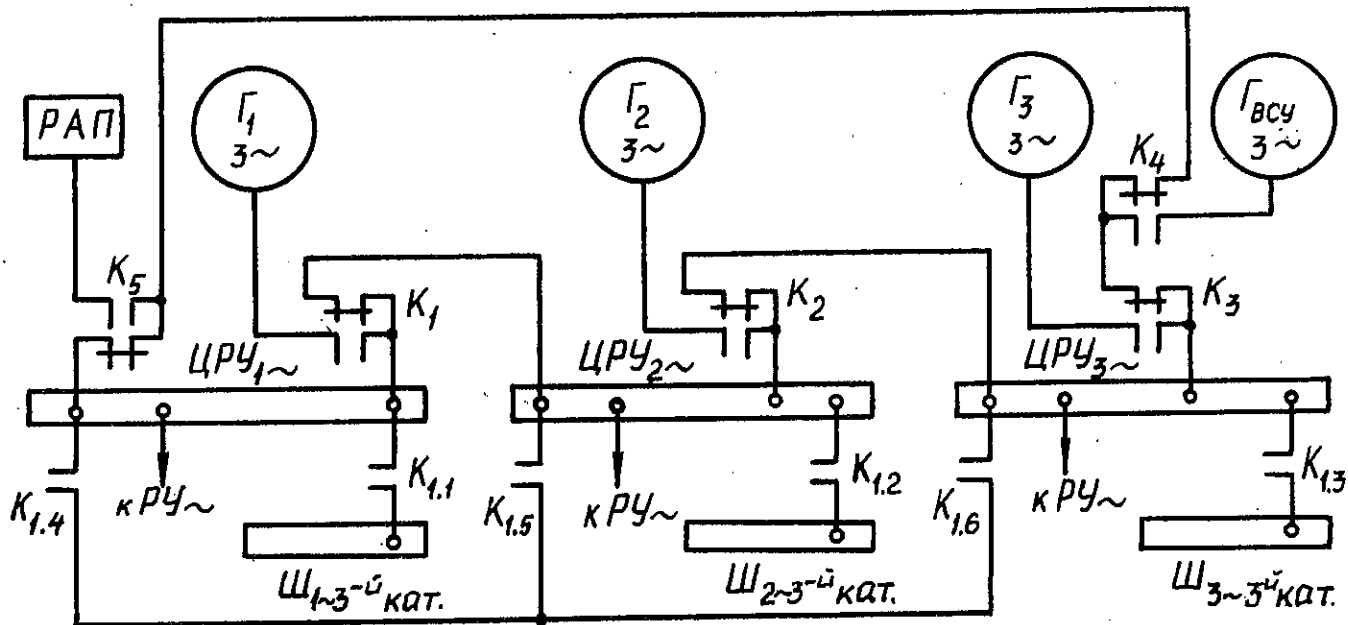 РАП
Г1
3~
Г2
3~
Г3
3~
ГВСУ
3~
К4
К5
К1
К2
К3
ЦРУ1~
ЦРУ2~
ЦРУ3~
К1.4
к РУ~
К1.1
К1.5
к РУ~
К1.2
К1.6
к РУ~
К1.3
Ш1~3-й кат.
Ш2~3-й кат.
Ш3~3й кат.